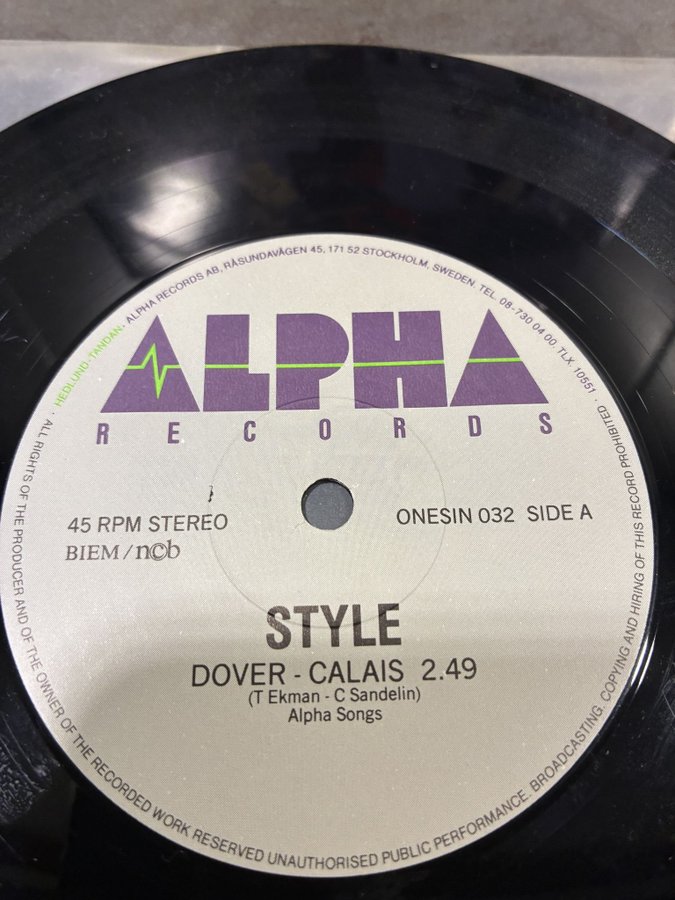 HEDLUND-TANDAN · ALPHA RECORDS AB, RÅSUNDAVÄGEN 45, 171 52 STOCKHOLM, SWEDEN. TEL. 08-730 04 00. TLX 10551 ·
ALPHA
RECORDS
45 RPM STEREO
BIEM/n©b
ONESIN 032 SIDE A
STYLE
DOVER - CALAIS 2.49
(T Ekman - C Sandelin)
Alpha Songs
· ALL RIGHTS OF THE PRODUCER AND OF THE OWNER OF THE RECORDED WORK RESERVED UNAUTHORISED PUBLIC PERFORMANCE. BROADCASTING. COPYING AND HIRING OF THIS RECORD PROHIBITED.